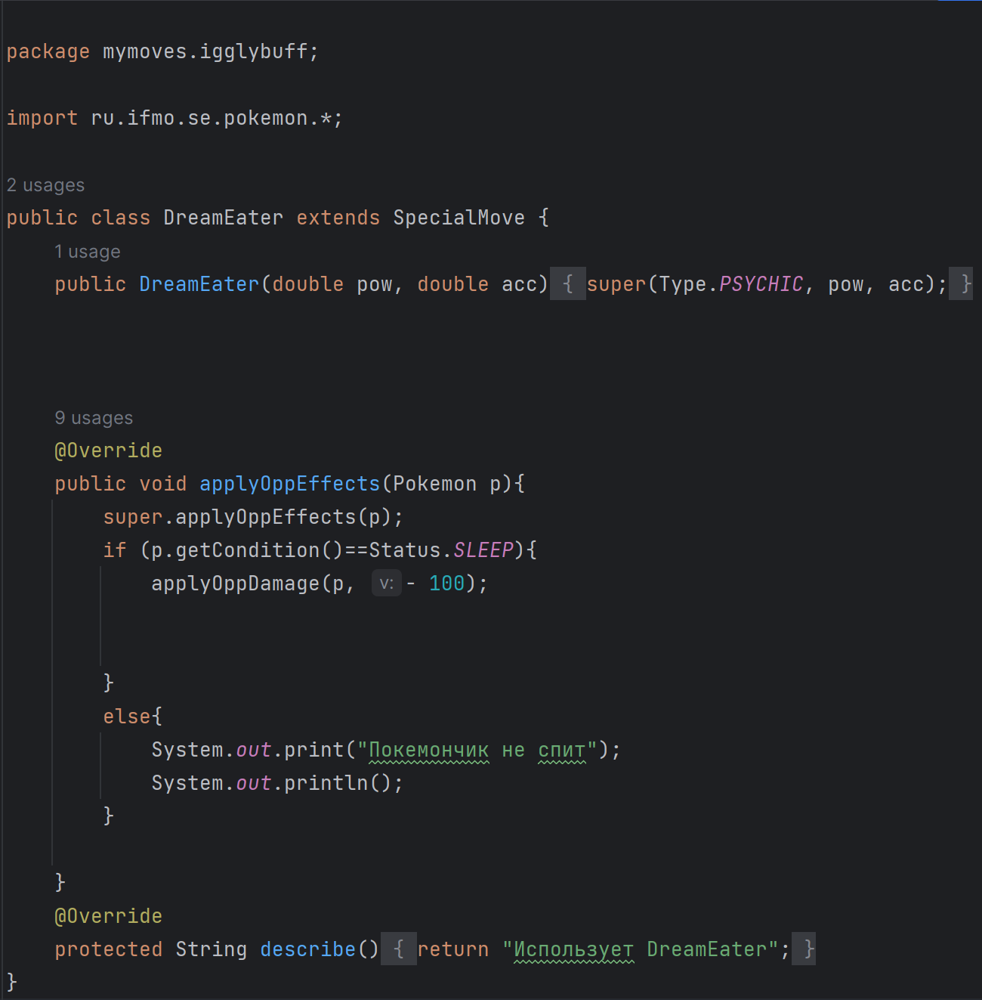 package mymoves.igglybuff;
import ru.ifmo.se.pokemon.*;
2 usages
public class DreamEater extends SpecialMove {
1 usage
public DreamEater(double pow, double acc) { super(Type.PSYCHIC, pow, acc); }
9 usages
@Override
public void applyOppEffects(Pokemon p){
super.applyOppEffects(p);
if (p.getCondition()==Status.SLEEP){
applyOppDamage(p, v: - 100);
}
else{
System.out.print("Покемончик не спит");
System.out.println();
}
}
@Override
protected String describe() { return "Использует DreamEater"; }
}